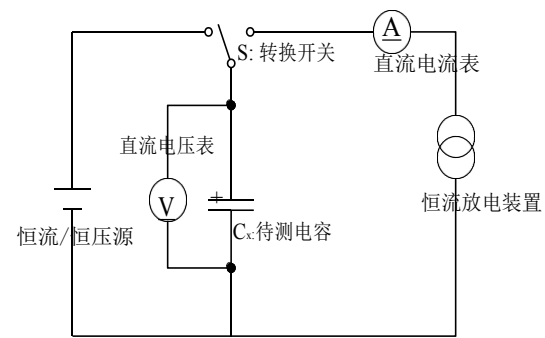 A
S: 转换开关
直流电流表
直流电压表
V
+
Cx:待测电容
恒流放电装置
恒流/恒压源